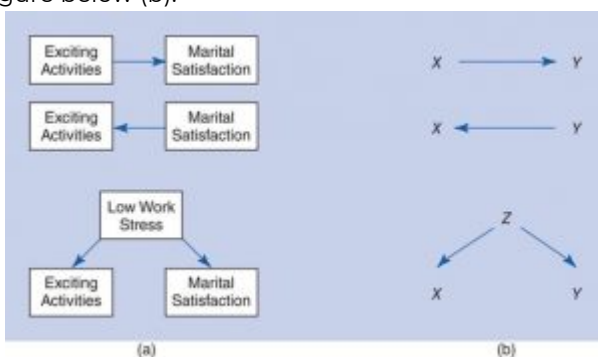 gure below (b).
Exciting Activities
Marital Satisfaction
X
Y
Exciting Activities
Marital Satisfaction
X
Y
Low Work Stress
Z
Exciting Activities
Marital Satisfaction
X
Y
(a)
(b)